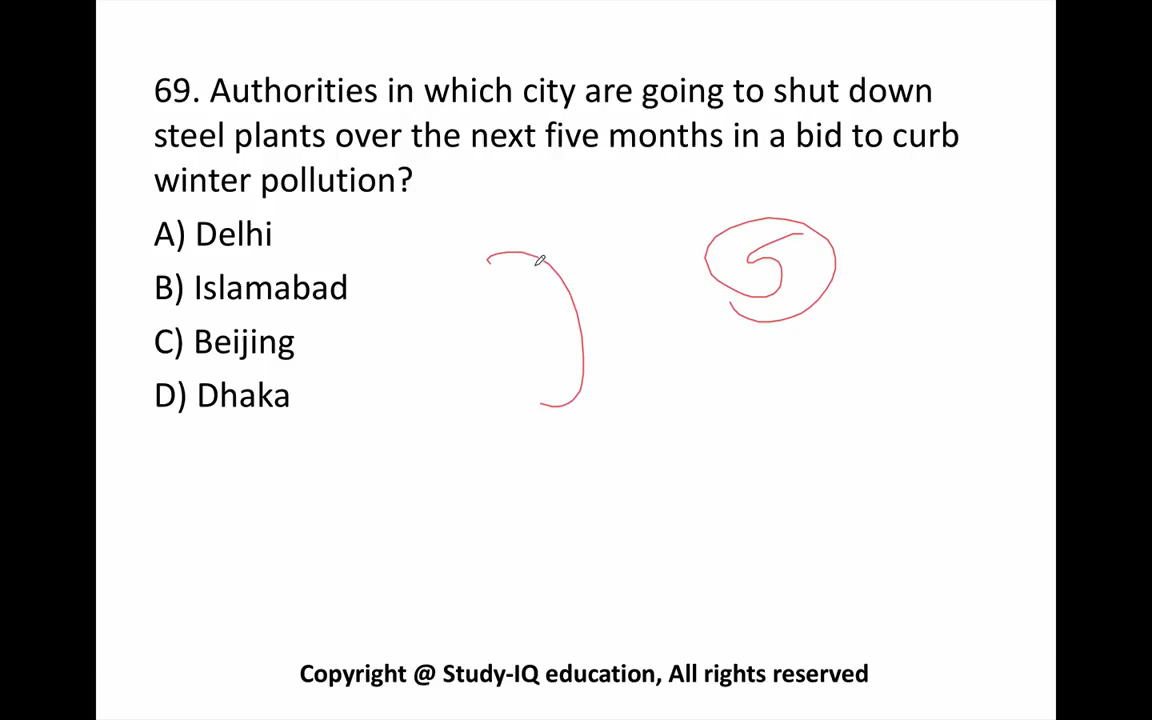 69. Authorities in which city are going to shut down
steel plants over the next five months in a bid to curb
winter pollution?
A) Delhi
B) Islamabad
C) Beijing
D) Dhaka
5
Copyright @ Study-IQ education, All rights reserved